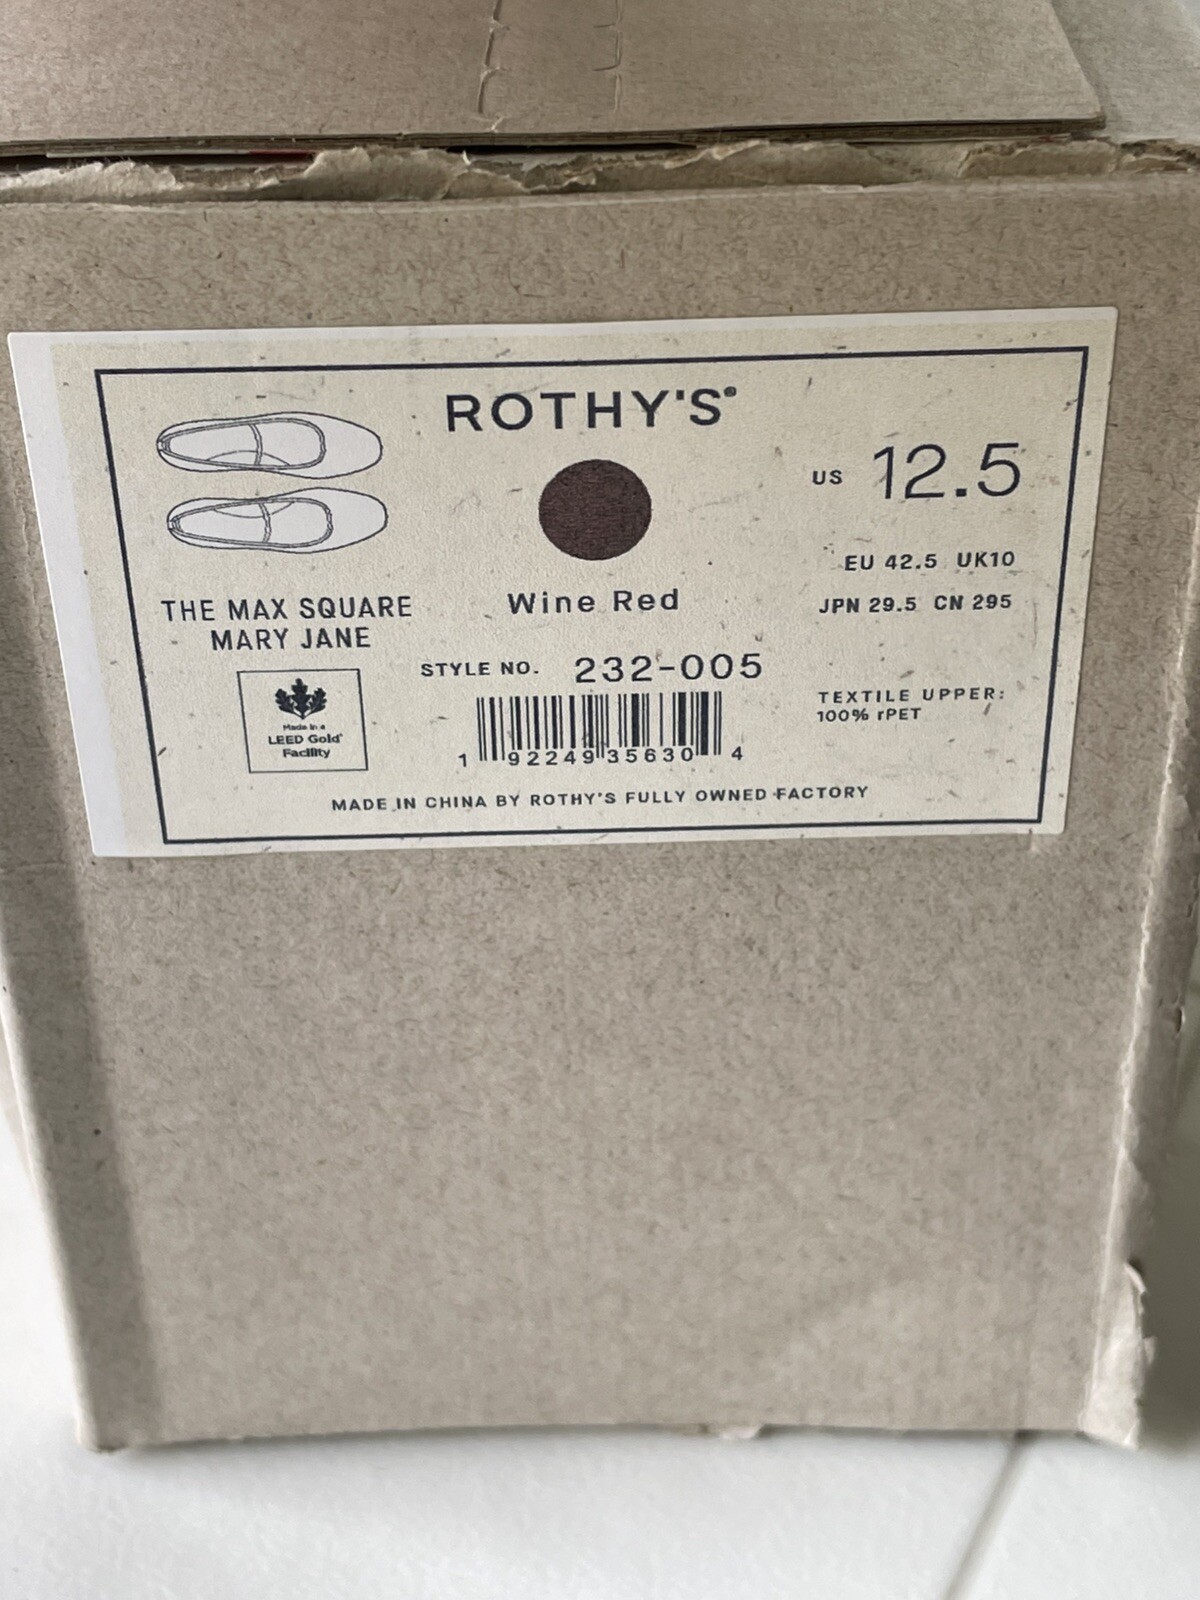 ROTHY'S®
US 12.5
EU 42.5 UK10
JPN 29.5 CN 295
Wine Red
THE MAX SQUARE
MARY JANE
STYLE NO. 232-005
TEXTILE UPPER:
100% rPET
Made in a
LEED Gold®
Facility
1 92249 35630 4
MADE IN CHINA BY ROTHY'S FULLY OWNED FACTORY